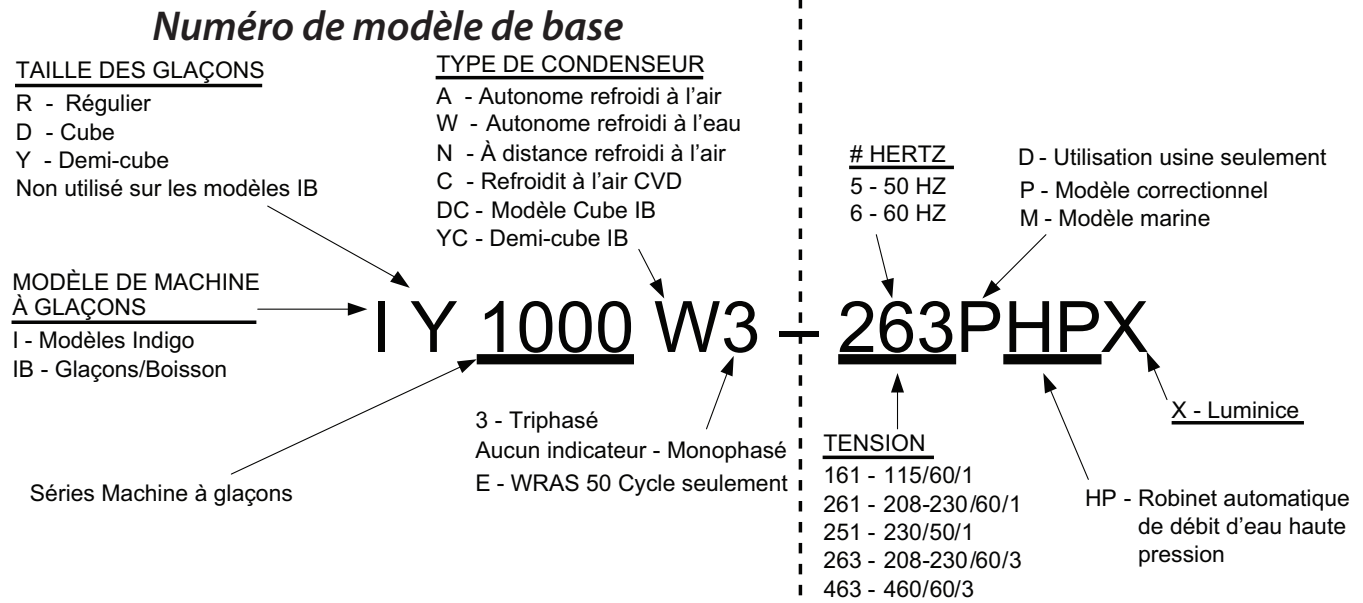 Numéro de modèle de base
TAILLE DES GLAÇONS
R - Régulier
D - Cube
Y - Demi-cube
Non utilisé sur les modèles IB
TYPE DE CONDENSEUR
A - Autonome refroidi à l'air
W - Autonome refroidi à l'eau
N - À distance refroidi à l'air
C - Refroidit à l'air CVD
DC - Modèle Cube IB
YC - Demi-cube IB
# HERTZ
5 - 50 HZ
6 - 60 HZ
D - Utilisation usine seulement
P - Modèle correctionnel
M - Modèle marine
MODÈLE DE MACHINE
À GLAÇONS
I - Modèles Indigo
IB - Glaçons/Boisson
I Y 1000 W3 – 263PHPX
Séries Machine à glaçons
3 - Triphasé
Aucun indicateur - Monophasé
E - WRAS 50 Cycle seulement
TENSION
161 - 115/60/1
261 - 208-230/60/1
251 - 230/50/1
263 - 208-230/60/3
463 - 460/60/3
HP - Robinet automatique
de débit d'eau haute
pression
X - Luminice